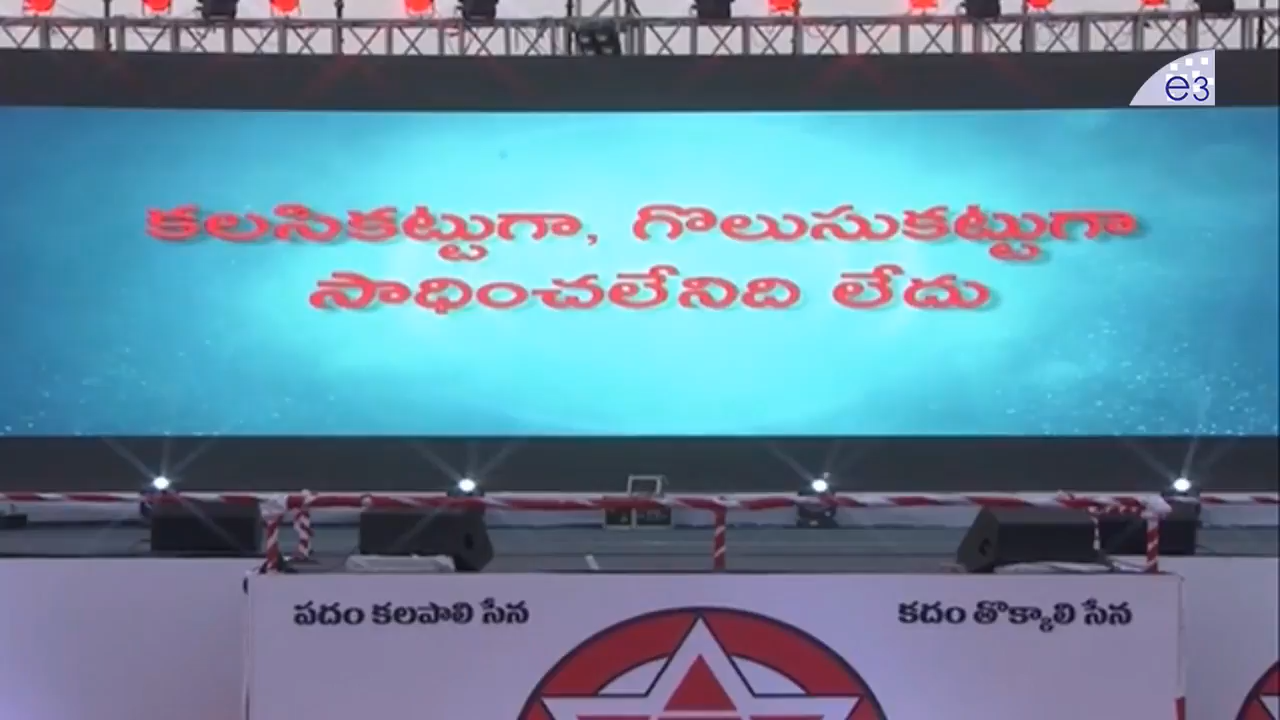 e3
కలసికట్టుగా, గొలుసుకట్టుగా
సాధించలేనిది లేదు
పదం కలపాలి సేన
కదం తొక్కాలి సేన